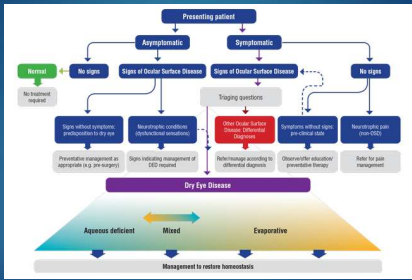 Presenting patient
Asymptomatic
Symptomatic
Normal
No signs
Signs of Ocular Surface Disease
Signs of Ocular Surface Disease
No signs
No treatment
required
Triaging questions
Signs without symptoms:
predisposition to dry eye
Neurotrophic conditions
(dysfunctional sensations)
Other Ocular Surface
Disease: Differential
Diagnoses
Symptoms without signs:
pre-clinical state
Neurotrophic pain
(non-OSD)
Preventative management as
appropriate (e.g. pre-surgery)
Signs indicating management of
DED required
Refer/manage according to
differential diagnosis
Observe/offer education/
preventative therapy
Refer for pain
management
Dry Eye Disease
Aqueous deficient
Mixed
Evaporative
Management to restore homeostasis